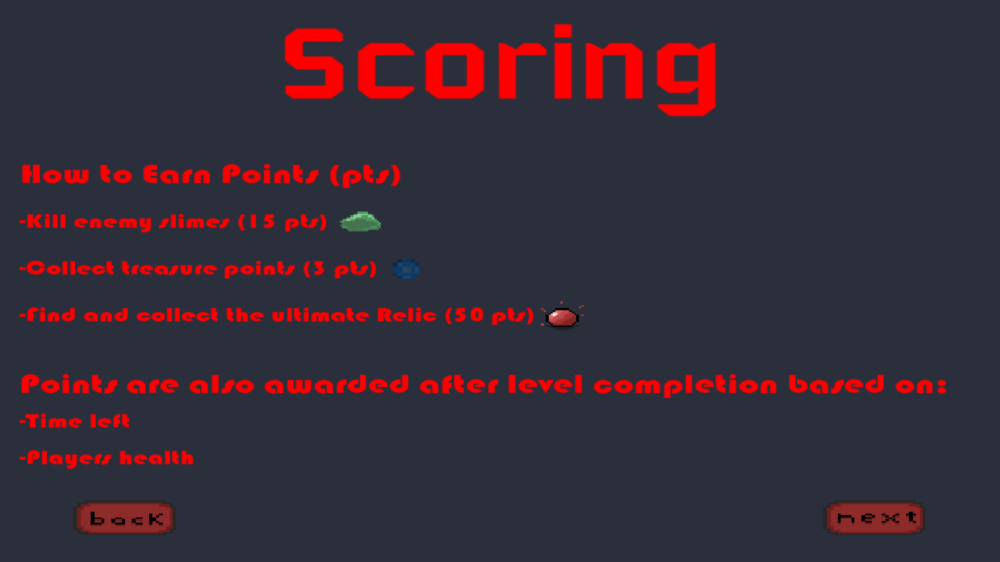 Scoring
How to Earn Points (pts)
-Kill enemy slimes (15 pts)
-Collect treasure points (3 pts)
-Find and collect the ultimate Relic (50 pts)
Points are also awarded after level completion based on:
-Time left
-Players health
back
next